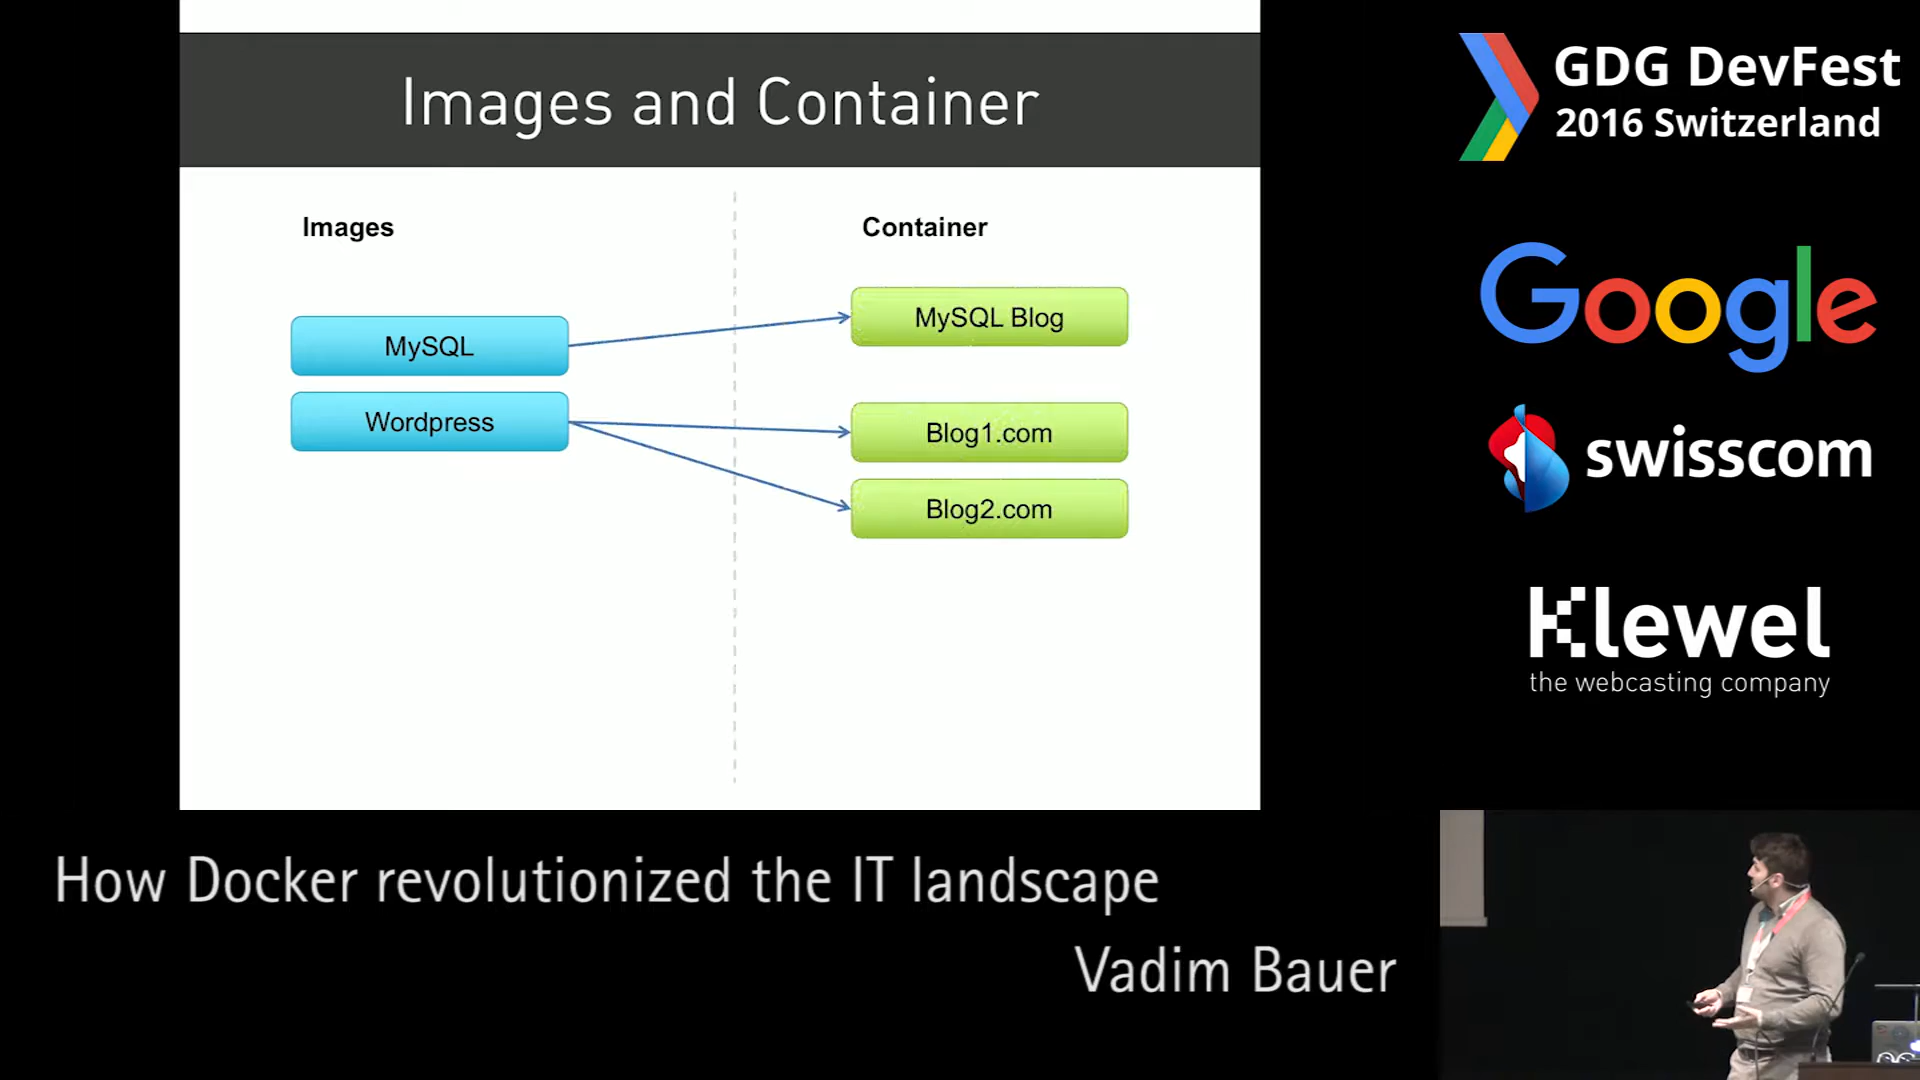 Images and Container
Images
Container
MySQL
Wordpress
MySQL Blog
Blog1.com
Blog2.com
GDG DevFest
2016 Switzerland
Google
swisscom
Klewel
the webcasting company
How Docker revolutionized the IT landscape
Vadim Bauer